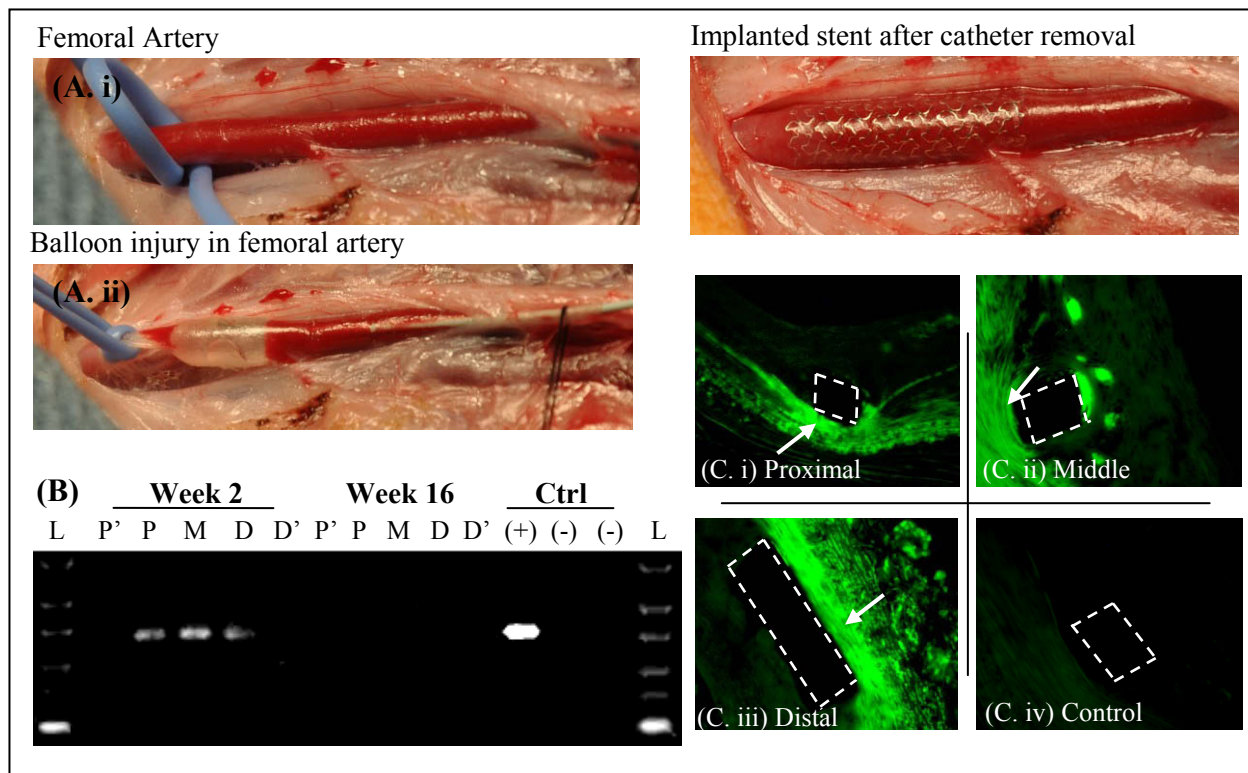 Femoral Artery
(A. i)
Balloon injury in femoral artery
(A. ii)
Implanted stent after catheter removal
(B)
Week 2 Week 16 Ctrl
L P’ P M D D’ P’ P M D D’ (+) (-) (-) L
(C. i) Proximal
(C. ii) Middle
(C. iii) Distal
(C. iv) Control